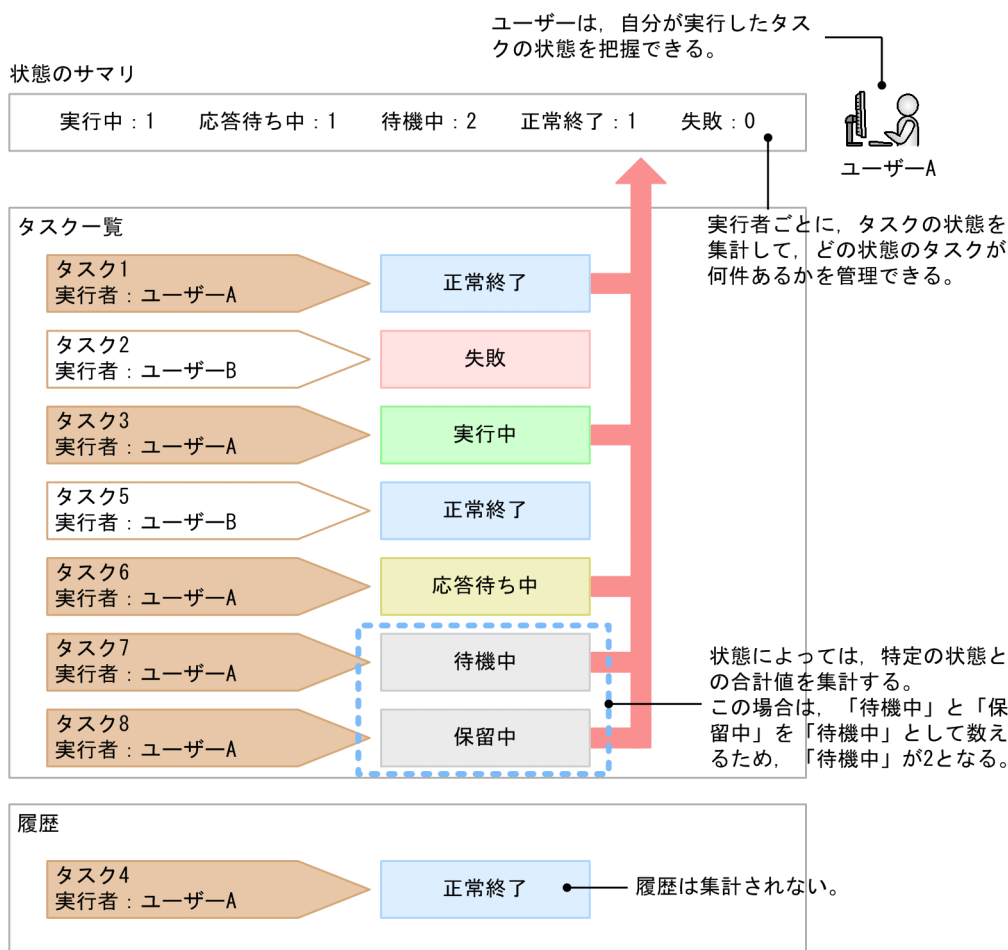 ユーザーは，自分が実行したタス
クの状態を把握できる。
状態のサマリ
実行中：1 応答待ち中：1 待機中：2 正常終了：1 失敗：0
ユーザーA
タスク一覧
実行者ごとに，タスクの状態を
集計して，どの状態のタスクが
何件あるかを管理できる。
タスク1
実行者：ユーザーA
正常終了
タスク2
実行者：ユーザーB
失敗
タスク3
実行者：ユーザーA
実行中
タスク5
実行者：ユーザーB
正常終了
タスク6
実行者：ユーザーA
応答待ち中
タスク7
実行者：ユーザーA
待機中
タスク8
実行者：ユーザーA
保留中
状態によっては，特定の状態と
の合計値を集計する。
この場合は，「待機中」と「保
留中」を「待機中」として数え
るため，「待機中」が2となる。
履歴
タスク4
実行者：ユーザーA
正常終了
履歴は集計されない。